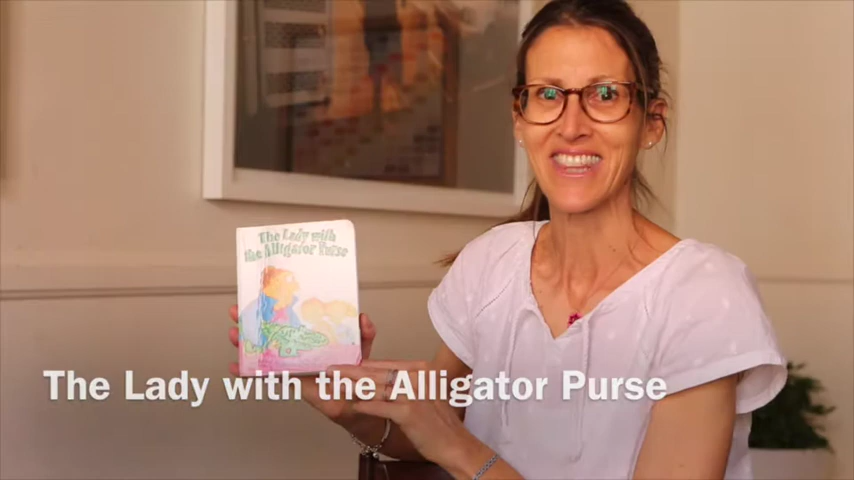 The Lady with
the Alligator Purse
The Lady with the Alligator Purse